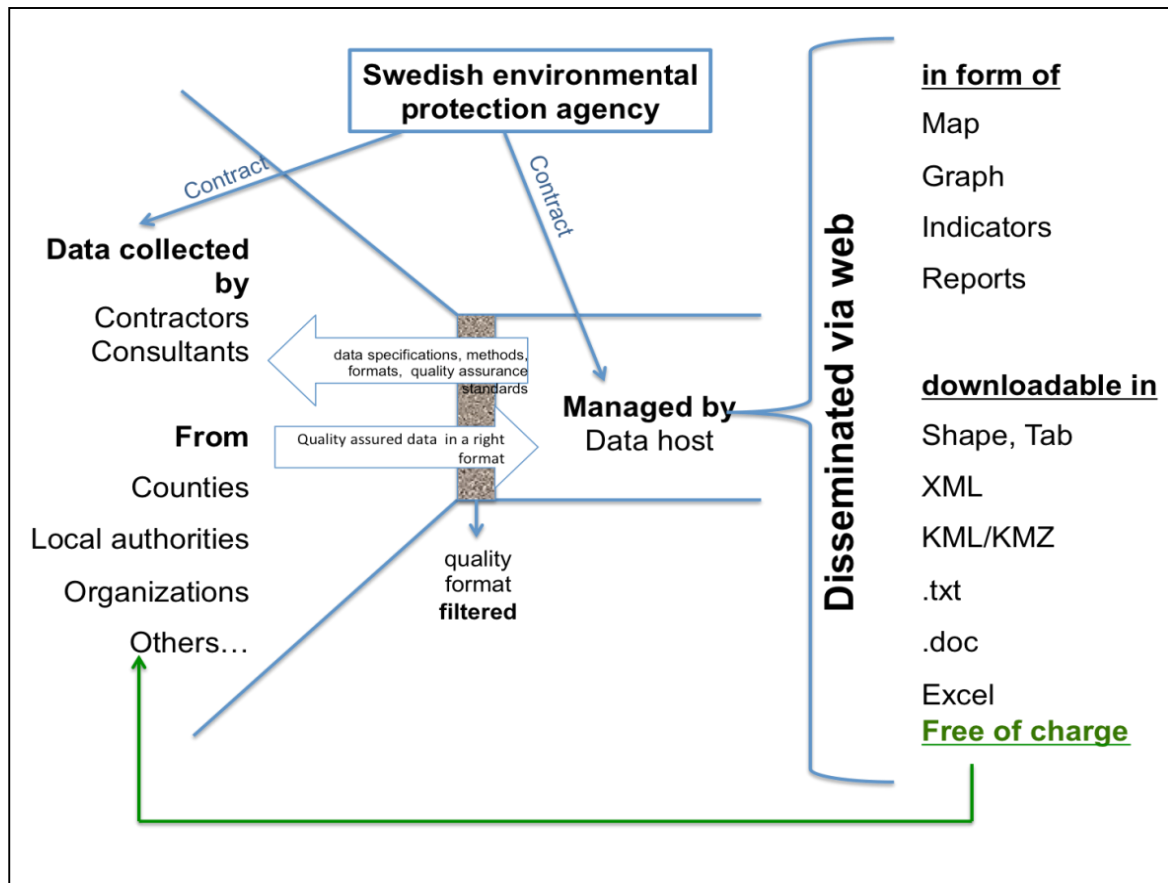 Swedish environmental
protection agency
Contract
Contract
Data collected
by
Contractors
Consultants
data specifications, methods,
formats, quality assurance
standards
From
Quality assured data in a right
format
Counties
Local authorities
Organizations
Others…
quality
format
filtered
Managed by
Data host
Disseminated via web
in form of
Map
Graph
Indicators
Reports
downloadable in
Shape, Tab
XML
KML/KMZ
.txt
.doc
Excel
Free of charge